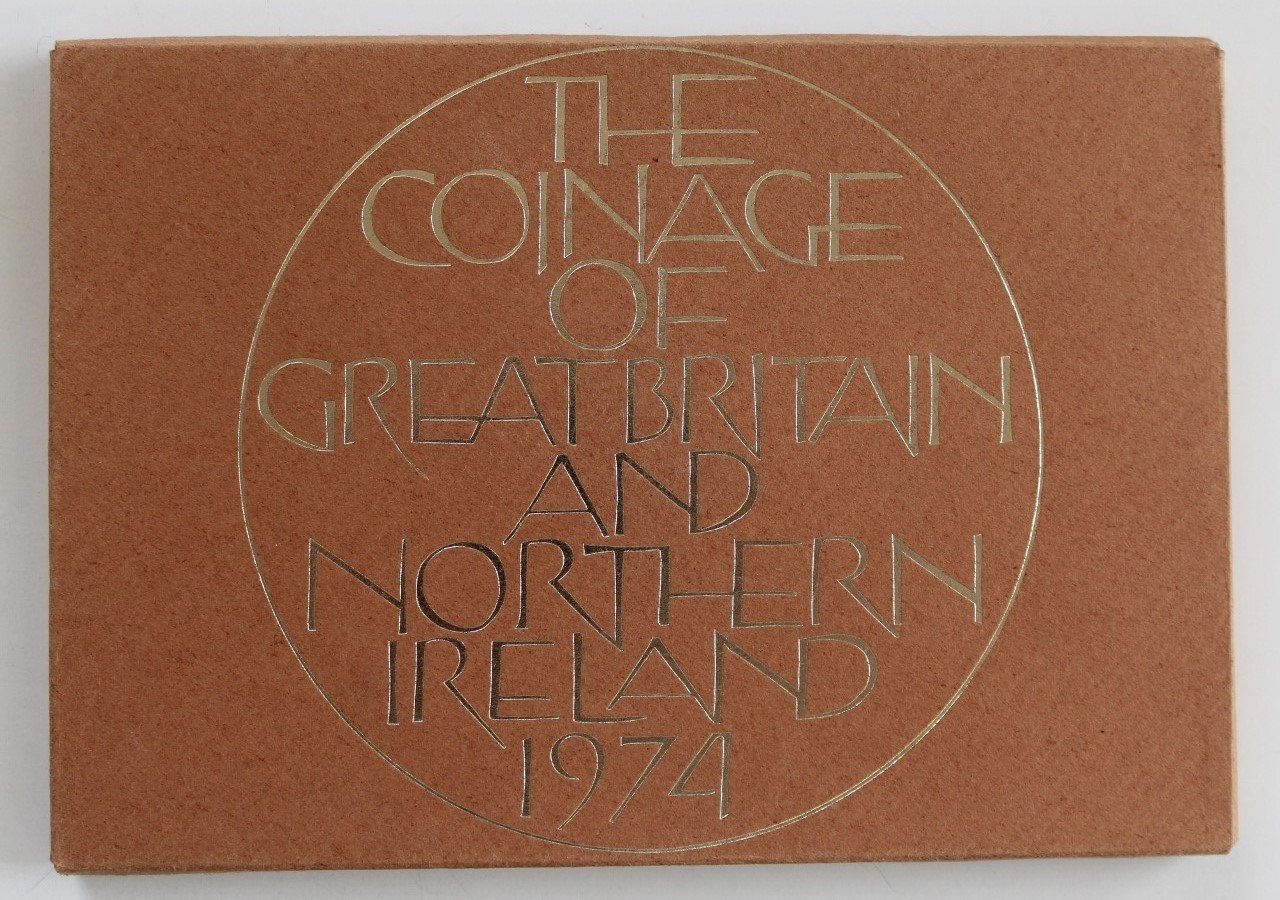 THE
COINAGE
OF
GREAT BRITAIN
AND
NORTHERN
IRELAND
1974